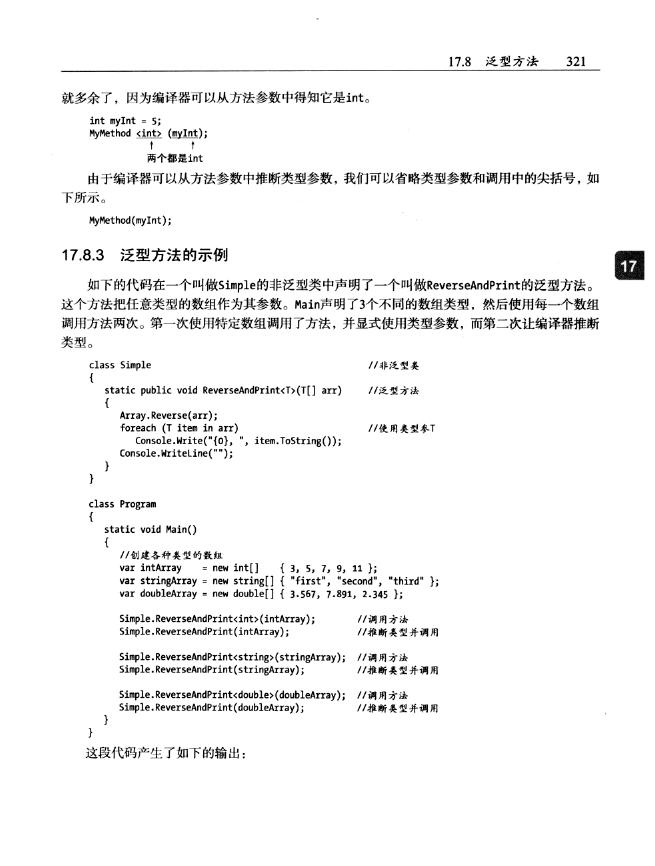 17.8 泛型方法 321
就多余了，因为编译器可以从方法参数中得知它是int。
int myInt = 5;
MyMethod <int> (myInt);
↑ ↑
两个都是int
由于编译器可以从方法参数中推断类型参数，我们可以省略类型参数和调用中的尖括号，如
下所示。
MyMethod(myInt);
17.8.3 泛型方法的示例
17
如下的代码在一个叫做Simple的非泛型类中声明了一个叫做ReverseAndPrint的泛型方法。
这个方法把任意类型的数组作为其参数。Main声明了3个不同的数组类型，然后使用每一个数组
调用方法两次。第一次使用特定数组调用了方法，并显式使用类型参数，而第二次让编译器推断
类型。
class Simple //非泛型类
{
static public void ReverseAndPrint<T>(T[] arr) //泛型方法
{
Array.Reverse(arr);
foreach (T item in arr) //使用类型参T
Console.Write("{0}, ", item.ToString());
Console.WriteLine("");
}
}
class Program
{
static void Main()
{
//创建各种类型的数组
var intArray = new int[] { 3, 5, 7, 9, 11 };
var stringArray = new string[] { "first", "second", "third" };
var doubleArray = new double[] { 3.567, 7.891, 2.345 };
Simple.ReverseAndPrint<int>(intArray); //调用方法
Simple.ReverseAndPrint(intArray); //推断类型并调用
Simple.ReverseAndPrint<string>(stringArray); //调用方法
Simple.ReverseAndPrint(stringArray); //推断类型并调用
Simple.ReverseAndPrint<double>(doubleArray); //调用方法
Simple.ReverseAndPrint(doubleArray); //推断类型并调用
}
}
这段代码产生了如下的输出：